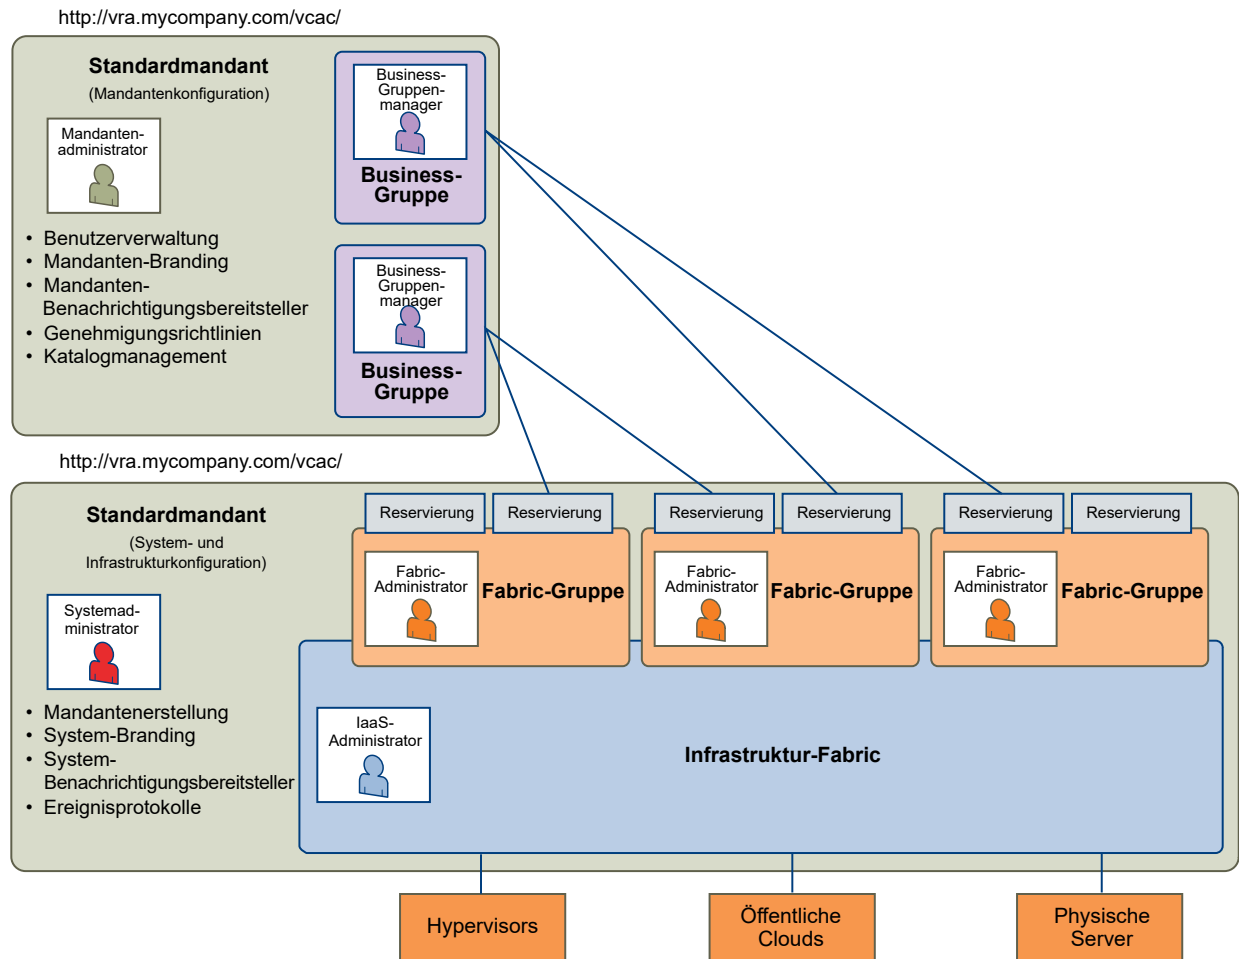 http://vra.mycompany.com/vcac/
Standardmandant
(Mandantenkonfiguration)
Mandanten-
administrator
• Benutzerverwaltung
• Mandanten-Branding
• Mandanten-
Benachrichtigungsbereitsteller
• Genehmigungsrichtlinien
• Katalogmanagement
Business-
Gruppen-
manager
Business-
Gruppe
Business-
Gruppen-
manager
Business-
Gruppe
http://vra.mycompany.com/vcac/
Standardmandant
(System- und
Infrastrukturkonfiguration)
Systemad-
ministrator
• Mandantenerstellung
• System-Branding
• System-
Benachrichtigungsbereitsteller
• Ereignisprotokolle
Reservierung
Reservierung
Fabric-
Administrator
Fabric-Gruppe
Reservierung
Reservierung
Fabric-
Administrator
Fabric-Gruppe
Reservierung
Reservierung
Fabric-
Administrator
Fabric-Gruppe
IaaS-
Administrator
Infrastruktur-Fabric
Hypervisors
Öffentliche
Clouds
Physische
Server